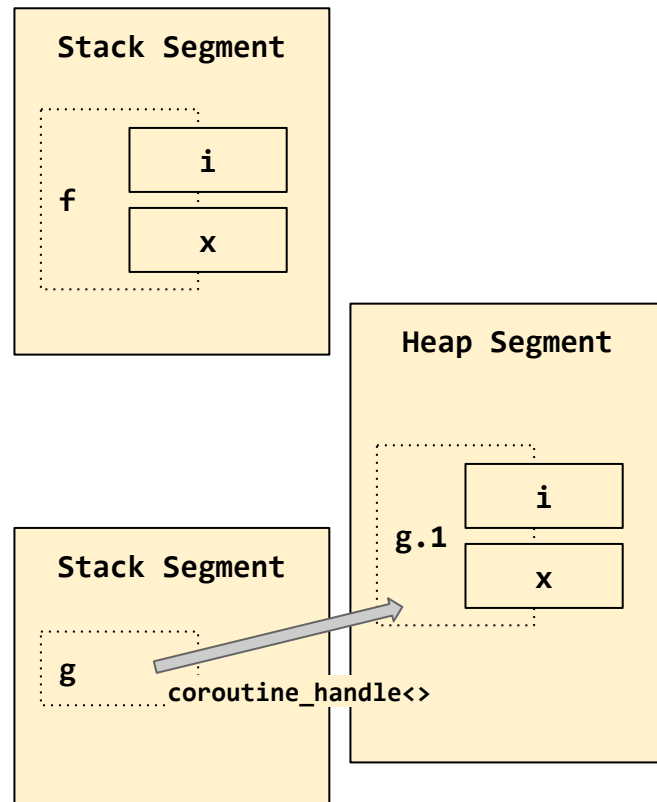 Stack Segment
i
f
x
Heap Segment
i
g.1
x
Stack Segment
g
coroutine_handle<>